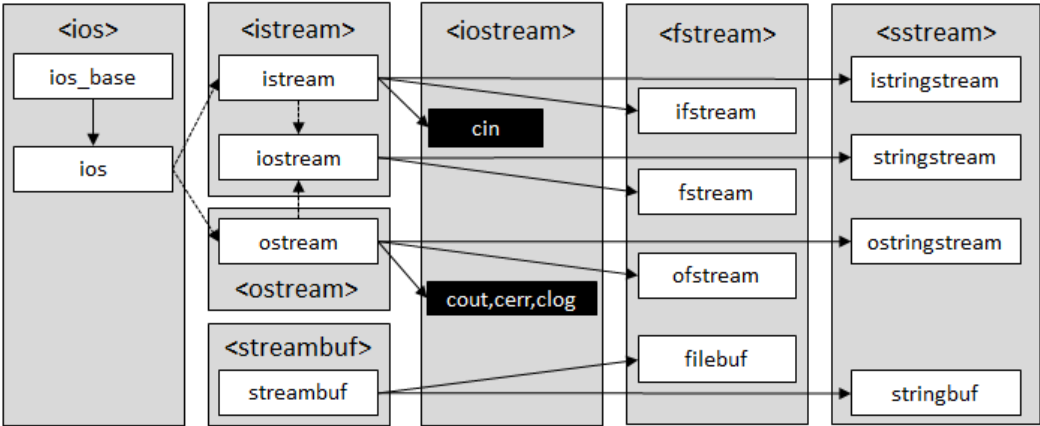 <ios>
ios_base
ios
<istream>
istream
iostream
ostream
<ostream>
<streambuf>
streambuf
<iostream>
cin
cout,cerr,clog
<fstream>
ifstream
fstream
ofstream
filebuf
<sstream>
istringstream
stringstream
ostringstream
stringbuf